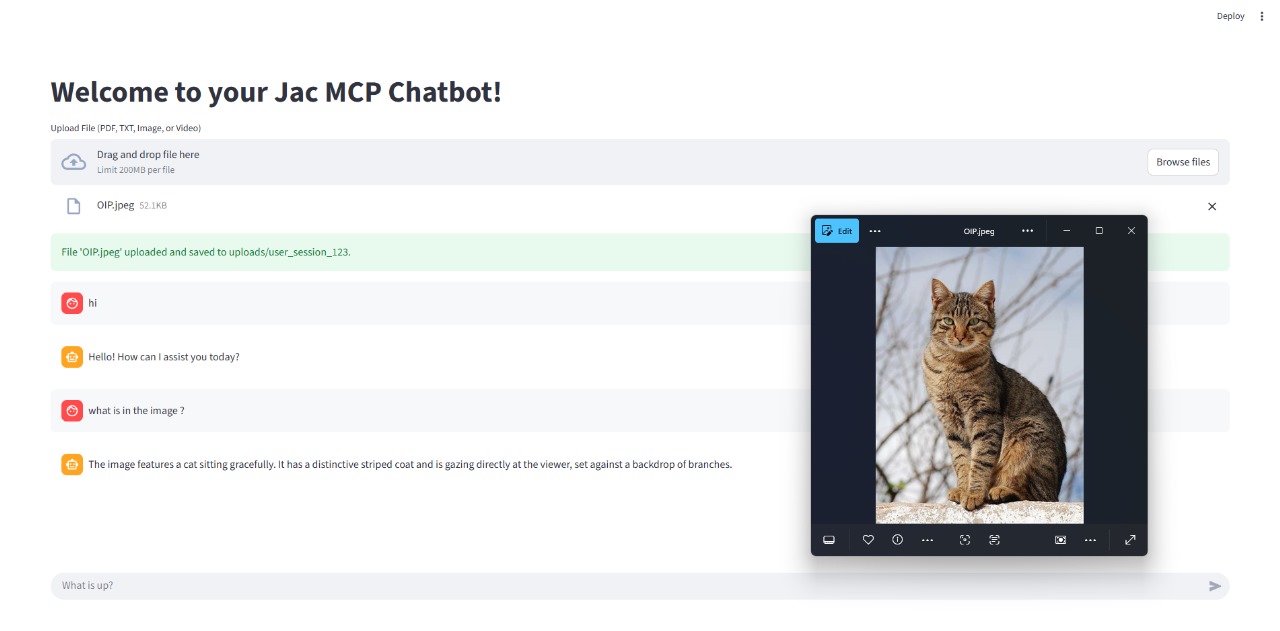 Deploy
Welcome to your Jac MCP Chatbot!
Upload File (PDF, TXT, Image, or Video)
Drag and drop file here
Limit 200MB per file
Browse files
OIP.jpeg 52.1KB
File 'OIP.jpeg' uploaded and saved to uploads/user_session_123.
Edit
OIP.jpeg
hi
Hello! How can I assist you today?
what is in the image ?
The image features a cat sitting gracefully. It has a distinctive striped coat and is gazing directly at the viewer, set against a backdrop of branches.
What is up?